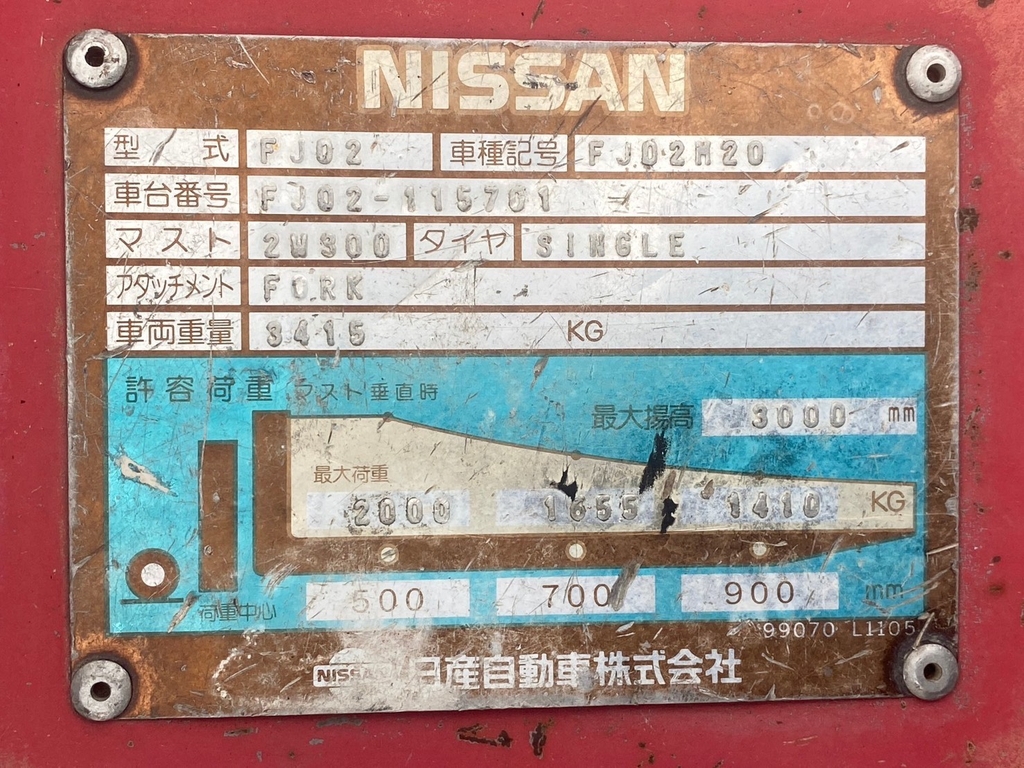 NISSAN
型式 FJ02 車種記号 FJ02M20
車台番号 FJ02-115701
マスト 2W300 タイヤ SINGLE
アタッチメント FORK
車両重量 3415 KG
許容荷重 マスト垂直時
最大揚高 3000 mm
最大荷重
2000 1655 1410 KG
500 700 900 mm
荷重中心
99070 L1105
NISSAN 日産自動車株式会社